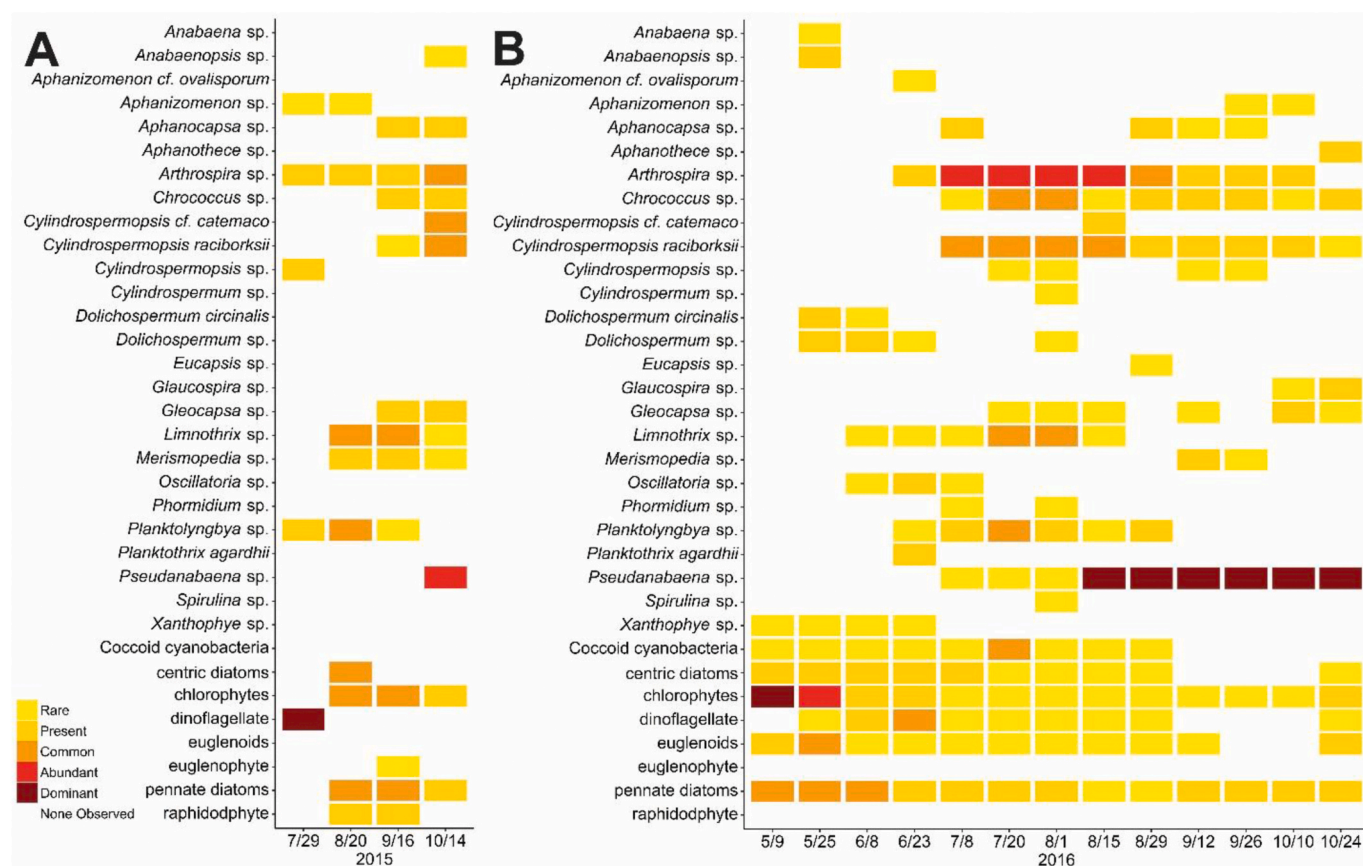 A
Anabaena sp.
Anabaenopsis sp.
Aphanizomenon cf. ovalisporum
Aphanizomenon sp.
Aphanocapsa sp.
Aphanothece sp.
Arthrospira sp.
Chrococcus sp.
Cylindrospermopsis cf. catemaco
Cylindrospermopsis raciborksii
Cylindrospermopsis sp.
Cylindrospermum sp.
Dolichospermum circinalis
Dolichospermum sp.
Eucapsis sp.
Glaucospira sp.
Gleocapsa sp.
Limnothrix sp.
Merismopedia sp.
Oscillatoria sp.
Phormidium sp.
Planktolyngbya sp.
Planktothrix agardhii
Pseudanabaena sp.
Spirulina sp.
Xanthophye sp.
Coccoid cyanobacteria
centric diatoms
chlorophytes
dinoflagellate
euglenoids
euglenophyte
pennate diatoms
raphidodphyte
Rare
Present
Common
Abundant
Dominant
None Observed
7/29 8/20 9/16 10/14
2015
B
Anabaena sp.
Anabaenopsis sp.
Aphanizomenon cf. ovalisporum
Aphanizomenon sp.
Aphanocapsa sp.
Aphanothece sp.
Arthrospira sp.
Chrococcus sp.
Cylindrospermopsis cf. catemaco
Cylindrospermopsis raciborksii
Cylindrospermopsis sp.
Cylindrospermum sp.
Dolichospermum circinalis
Dolichospermum sp.
Eucapsis sp.
Glaucospira sp.
Gleocapsa sp.
Limnothrix sp.
Merismopedia sp.
Oscillatoria sp.
Phormidium sp.
Planktolyngbya sp.
Planktothrix agardhii
Pseudanabaena sp.
Spirulina sp.
Xanthophye sp.
Coccoid cyanobacteria
centric diatoms
chlorophytes
dinoflagellate
euglenoids
euglenophyte
pennate diatoms
raphidodphyte
5/9 5/25 6/8 6/23 7/8 7/20 8/1 8/15 8/29 9/12 9/26 10/10 10/24
2016